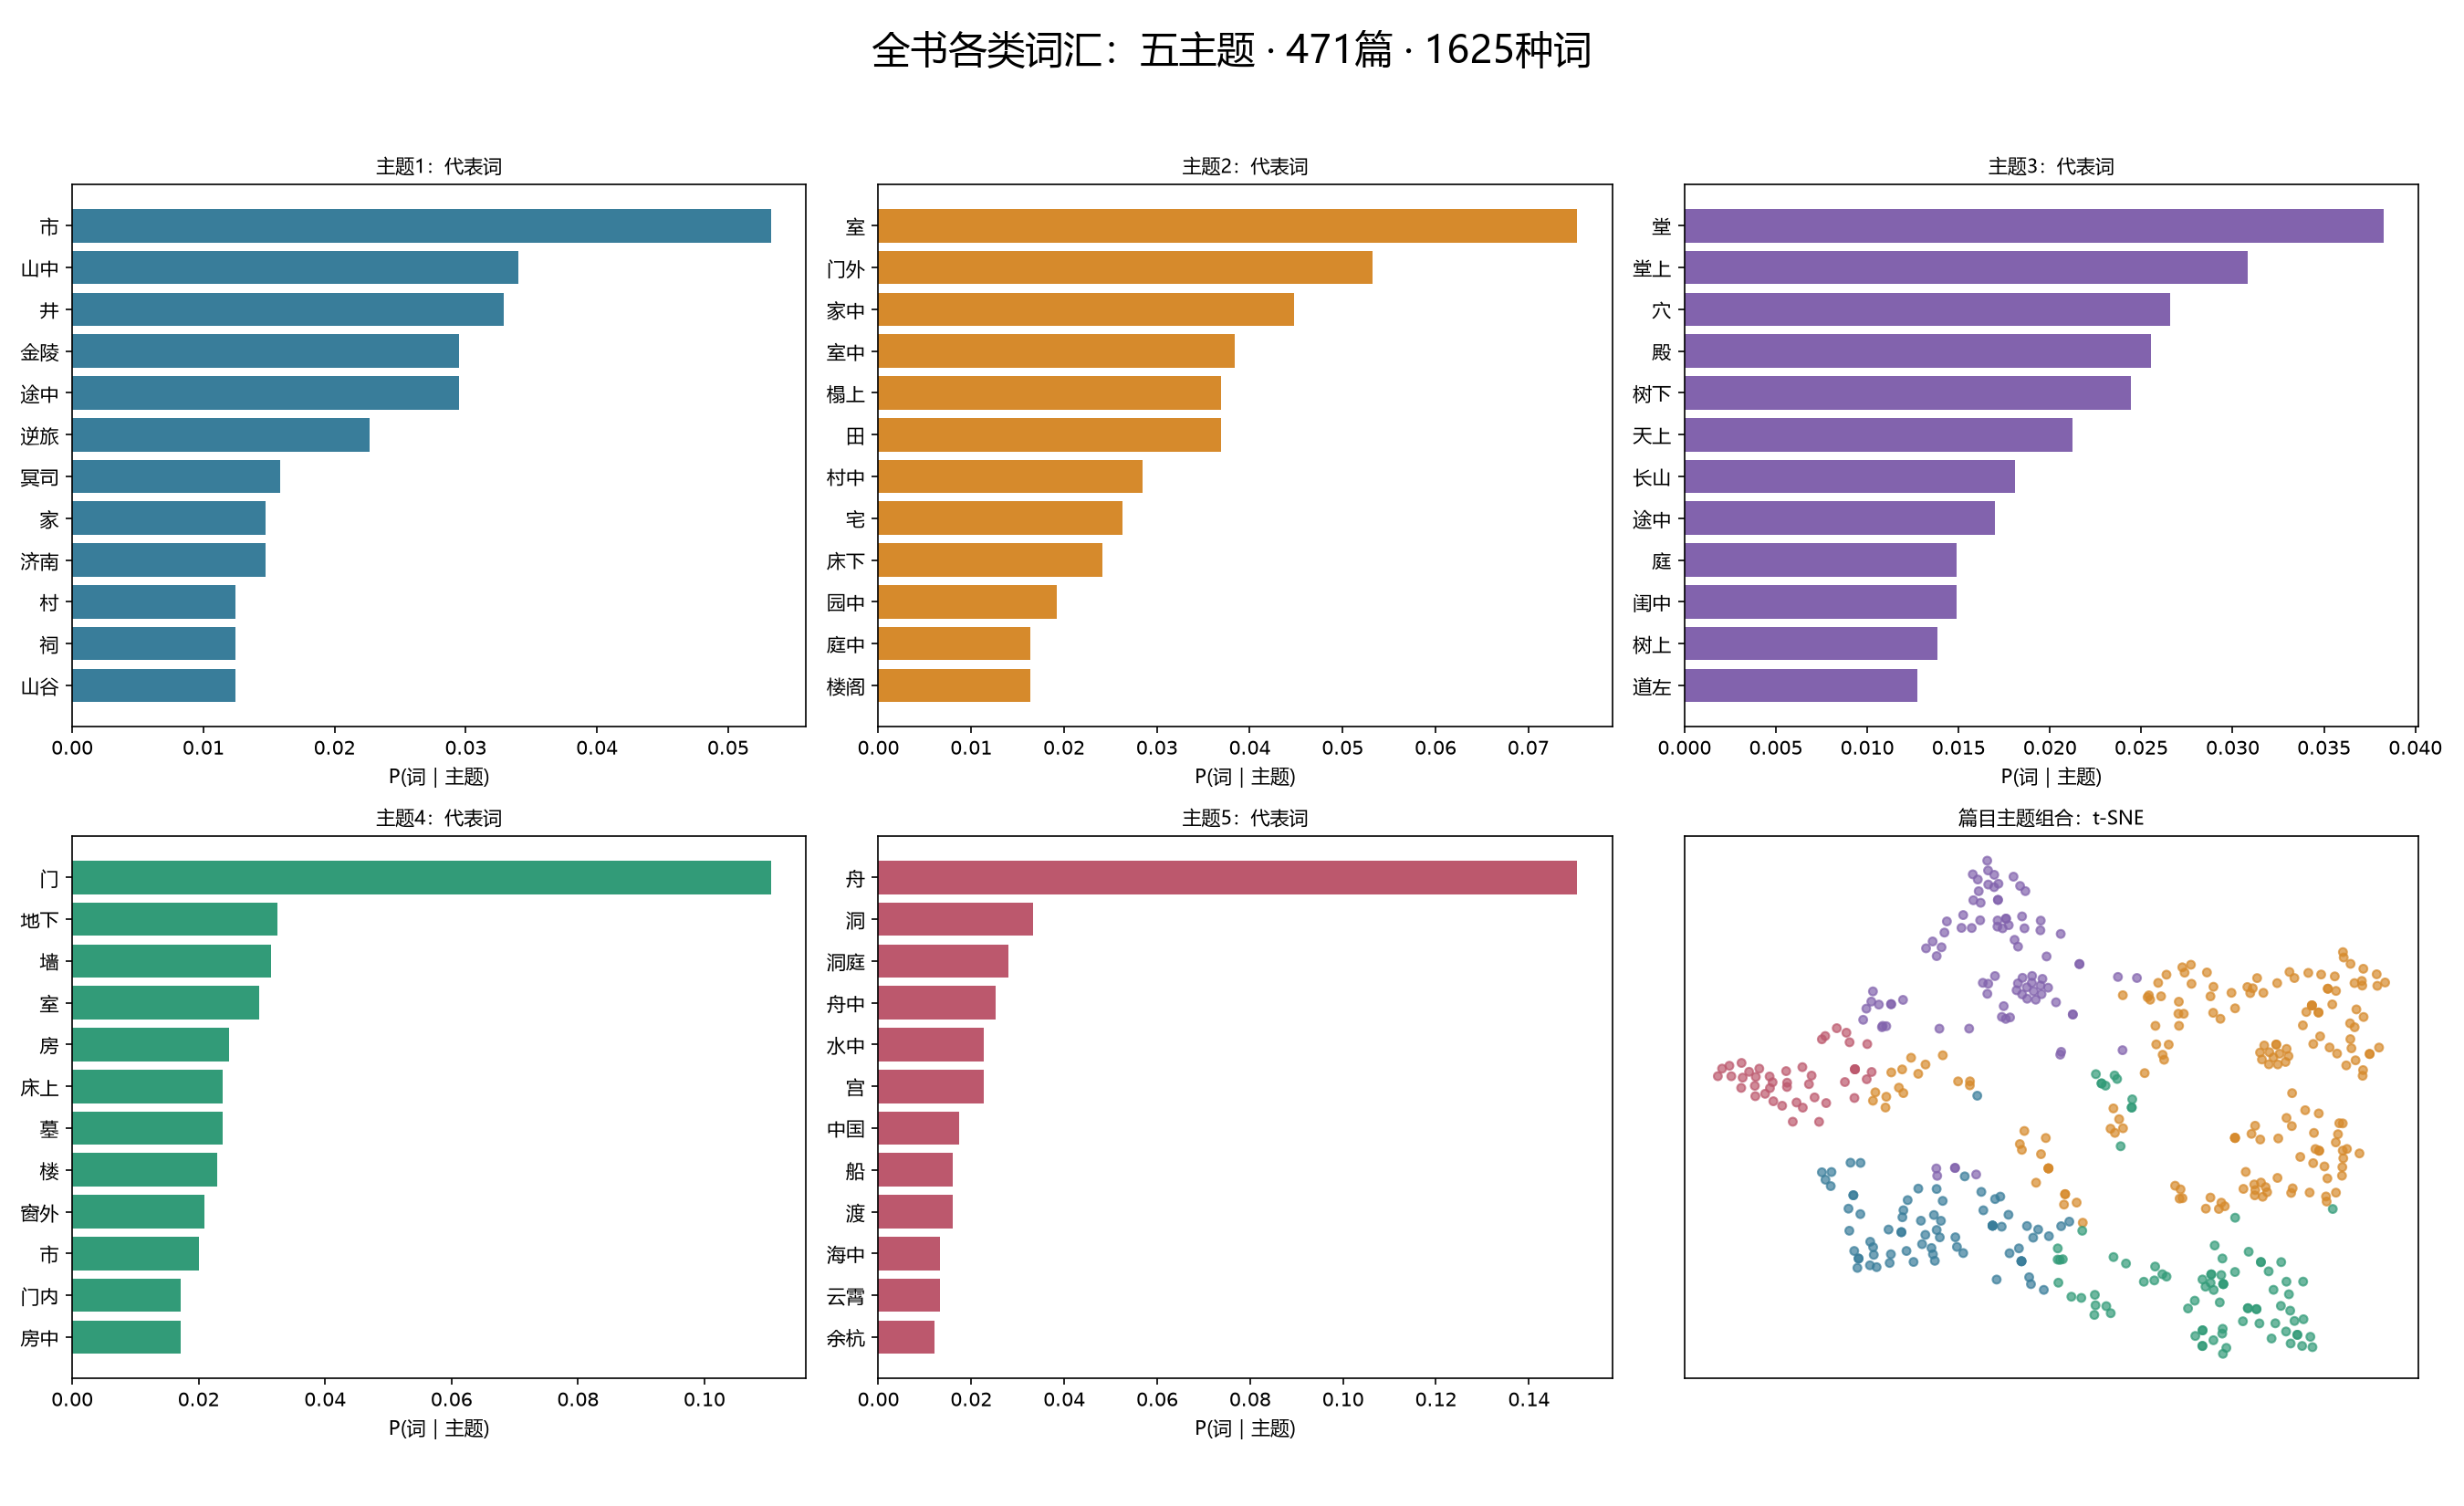 全书各类词汇：五主题 · 471篇 · 1625种词
主题1：代表词
市
山中
井
金陵
途中
逆旅
冥司
家
济南
村
祠
山谷
0.00 0.01 0.02 0.03 0.04 0.05
P(词 | 主题)
主题2：代表词
室
门外
家中
室中
榻上
田
村中
宅
床下
园中
庭中
楼阁
0.00 0.01 0.02 0.03 0.04 0.05 0.06 0.07
P(词 | 主题)
主题3：代表词
堂
堂上
穴
殿
树下
天上
长山
途中
庭
闺中
树上
道左
0.000 0.005 0.010 0.015 0.020 0.025 0.030 0.035 0.040
P(词 | 主题)
主题4：代表词
门
地下
墙
室
房
床上
墓
楼
窗外
市
门内
房中
0.00 0.02 0.04 0.06 0.08 0.10
P(词 | 主题)
主题5：代表词
舟
洞
洞庭
舟中
水中
宫
中国
船
渡
海中
云霄
余杭
0.00 0.02 0.04 0.06 0.08 0.10 0.12 0.14
P(词 | 主题)
篇目主题组合：t-SNE